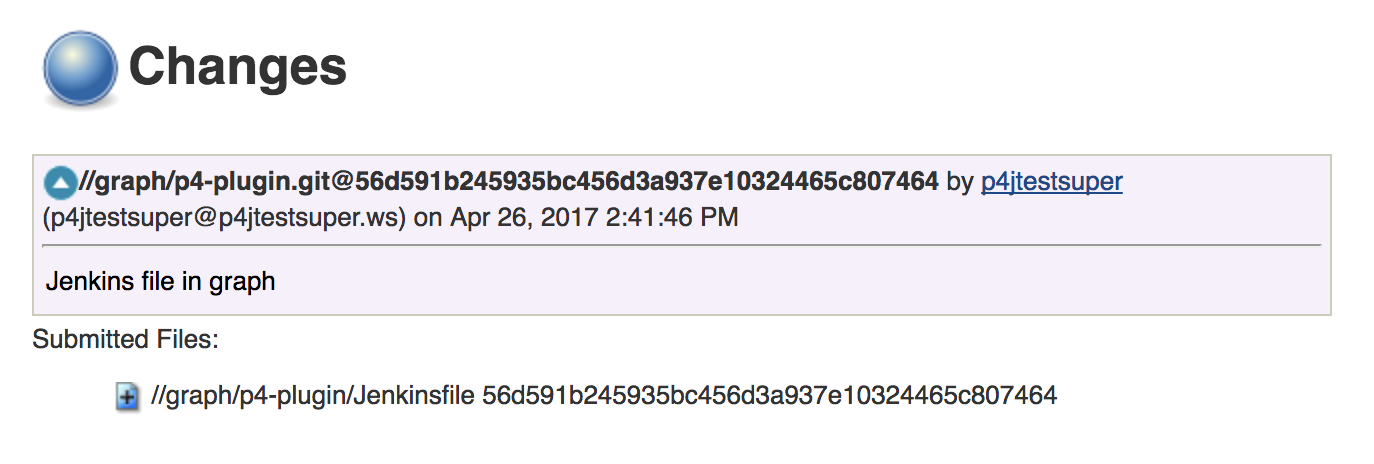 Changes
//graph/p4-plugin.git@56d591b245935bc456d3a937e10324465c807464 by p4jtestsuper
(p4jtestsuper@p4jtestsuper.ws) on Apr 26, 2017 2:41:46 PM
Jenkins file in graph
Submitted Files:
//graph/p4-plugin/Jenkinsfile 56d591b245935bc456d3a937e10324465c807464